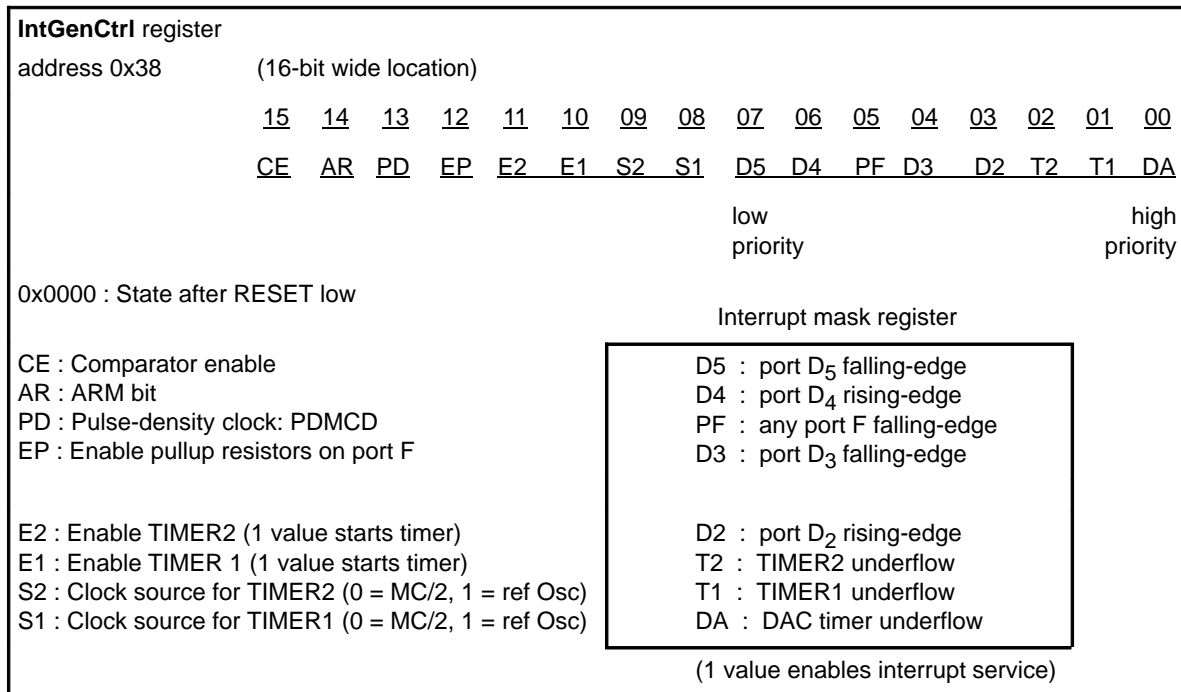 IntGenCtrl register
address 0x38 (16-bit wide location)
15 14 13 12 11 10 09 08 07 06 05 04 03 02 01 00
CE AR PD EP E2 E1 S2 S1 D5 D4 PF D3 D2 T2 T1 DA
low high
priority priority
0x0000 : State after RESET low
Interrupt mask register
CE : Comparator enable
AR : ARM bit
PD : Pulse-density clock: PDMCD
EP : Enable pullup resistors on port F
E2 : Enable TIMER2 (1 value starts timer)
E1 : Enable TIMER 1 (1 value starts timer)
S2 : Clock source for TIMER2 (0 = MC/2, 1 = ref Osc)
S1 : Clock source for TIMER1 (0 = MC/2, 1 = ref Osc)
D5 : port D5 falling-edge
D4 : port D4 rising-edge
PF : any port F falling-edge
D3 : port D3 falling-edge
D2 : port D2 rising-edge
T2 : TIMER2 underflow
T1 : TIMER1 underflow
DA : DAC timer underflow
(1 value enables interrupt service)